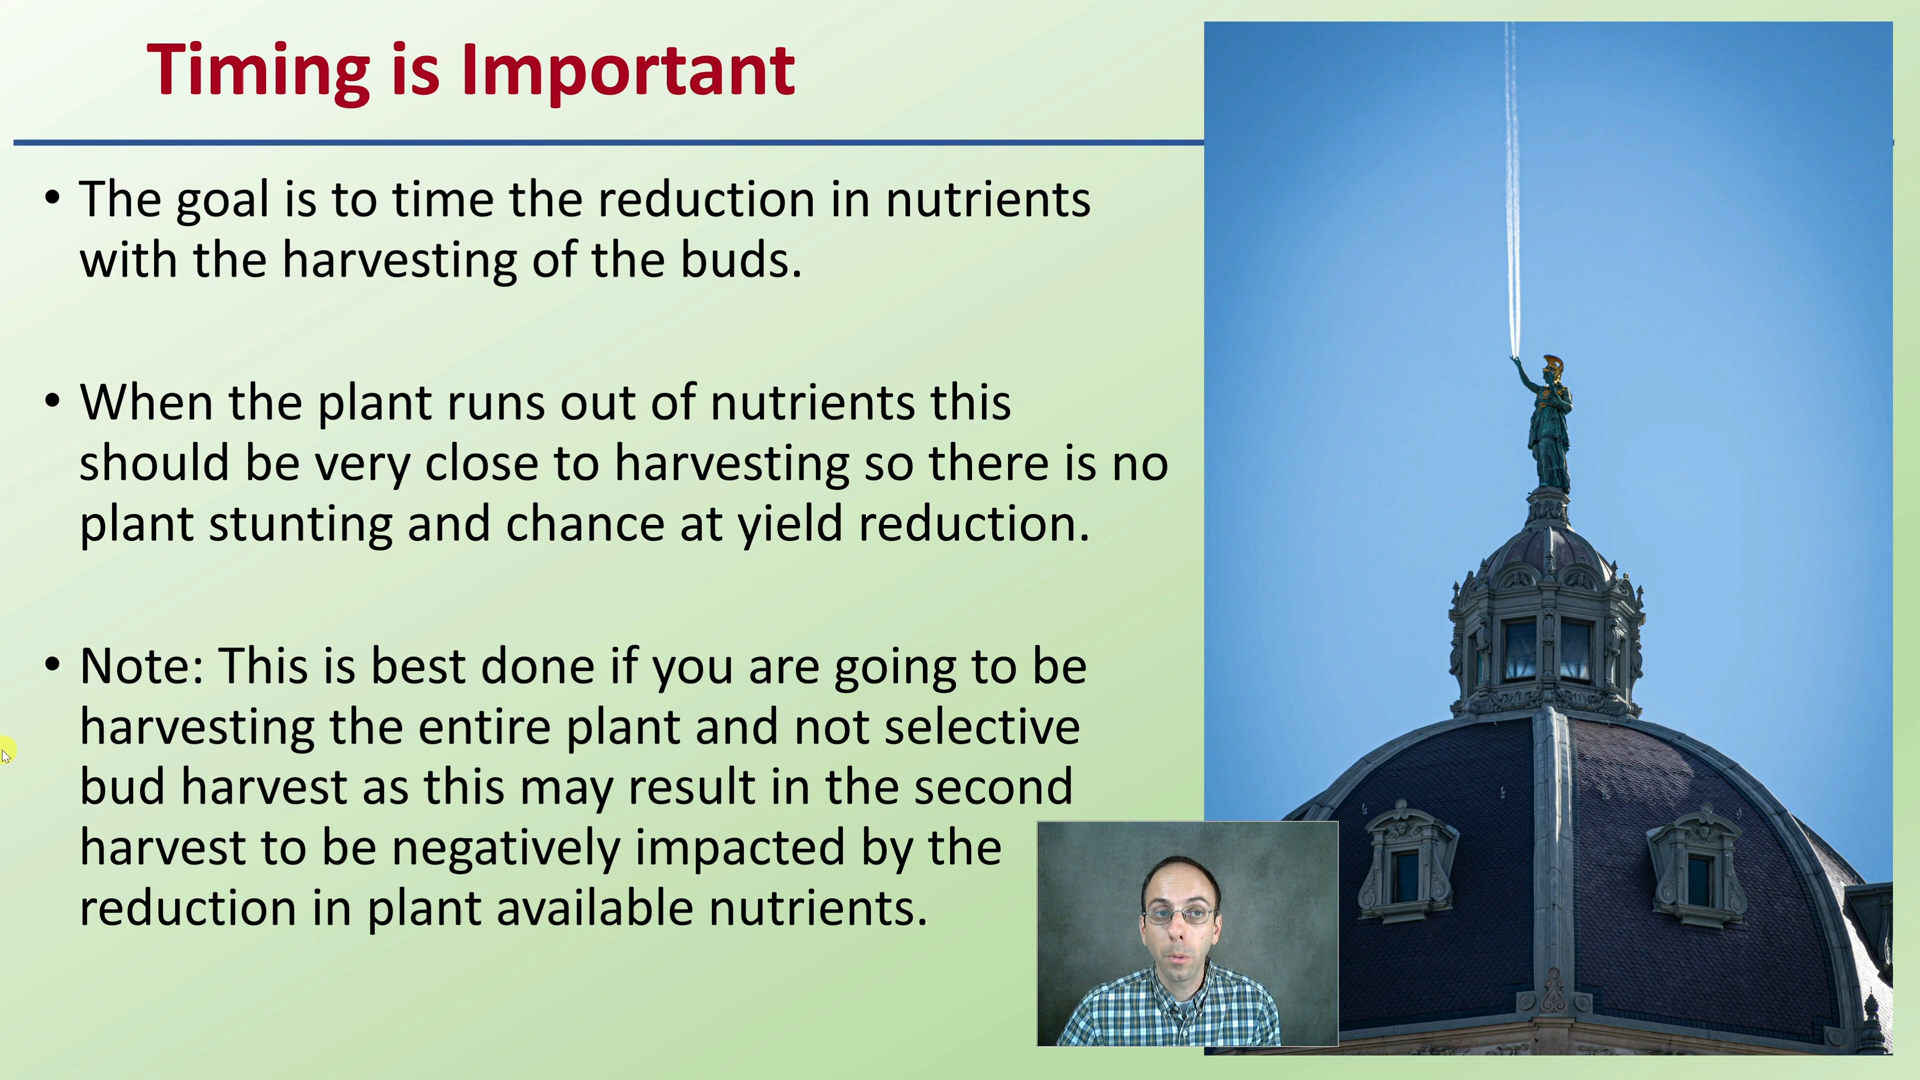 Timing is Important
• The goal is to time the reduction in nutrients
with the harvesting of the buds.
• When the plant runs out of nutrients this
should be very close to harvesting so there is no
plant stunting and chance at yield reduction.
• Note: This is best done if you are going to be
harvesting the entire plant and not selective
bud harvest as this may result in the second
harvest to be negatively impacted by the
reduction in plant available nutrients.